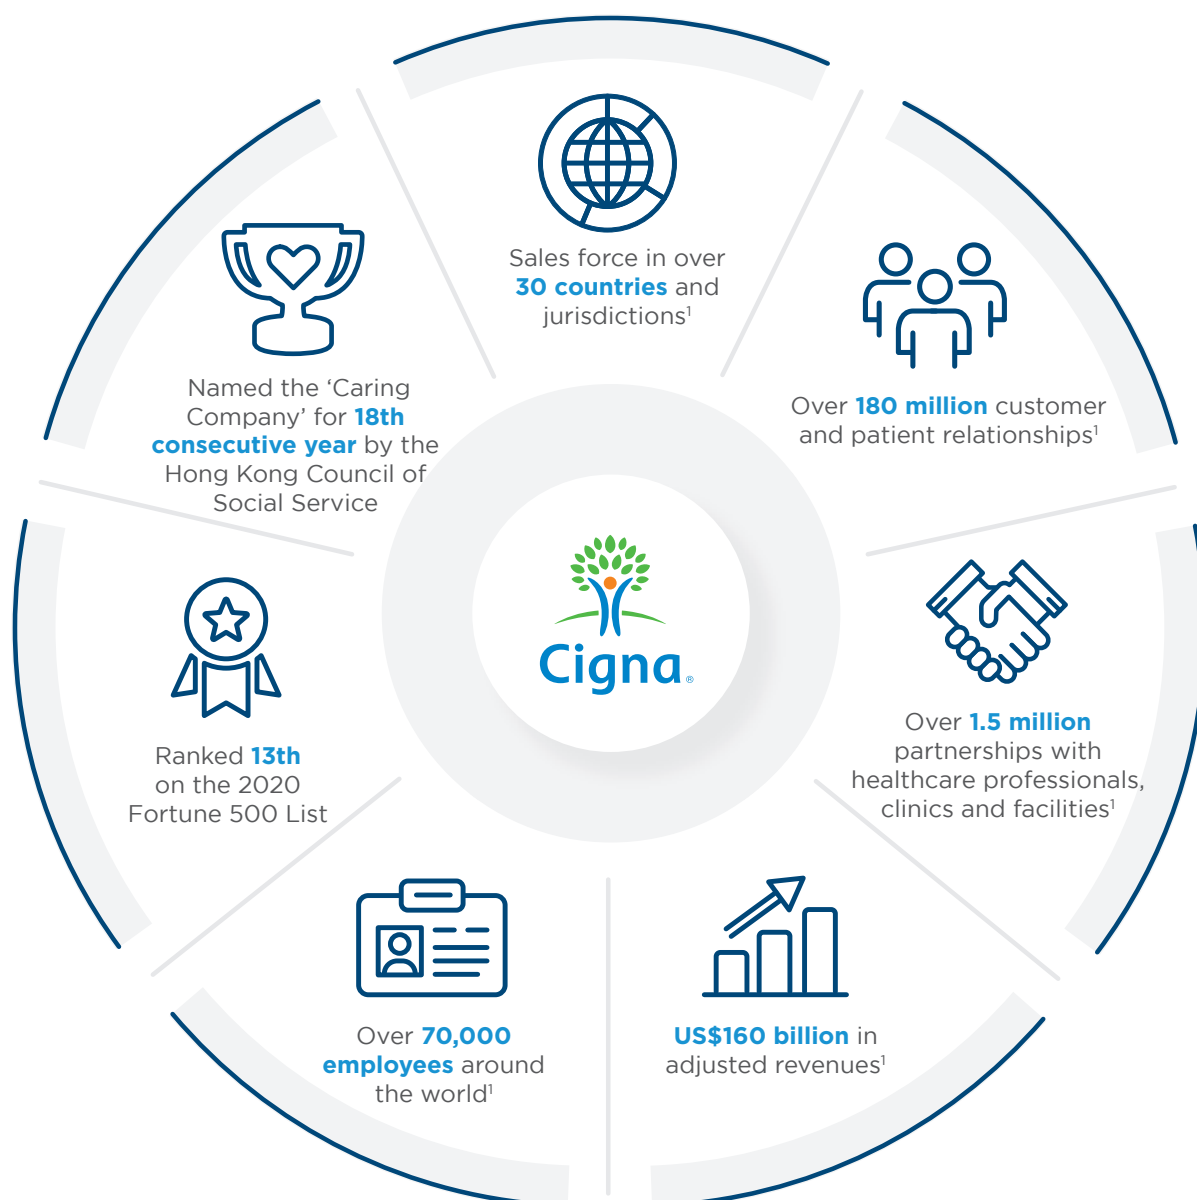 Sales force in over
30 countries and
jurisdictions¹
Over 180 million customer
and patient relationships¹
Over 1.5 million
partnerships with
healthcare professionals,
clinics and facilities¹
US$160 billion in
adjusted revenues¹
Over 70,000
employees around
the world¹
Ranked 13th
on the 2020
Fortune 500 List
Named the ‘Caring
Company’ for 18th
consecutive year by the
Hong Kong Council of
Social Service
Cigna®